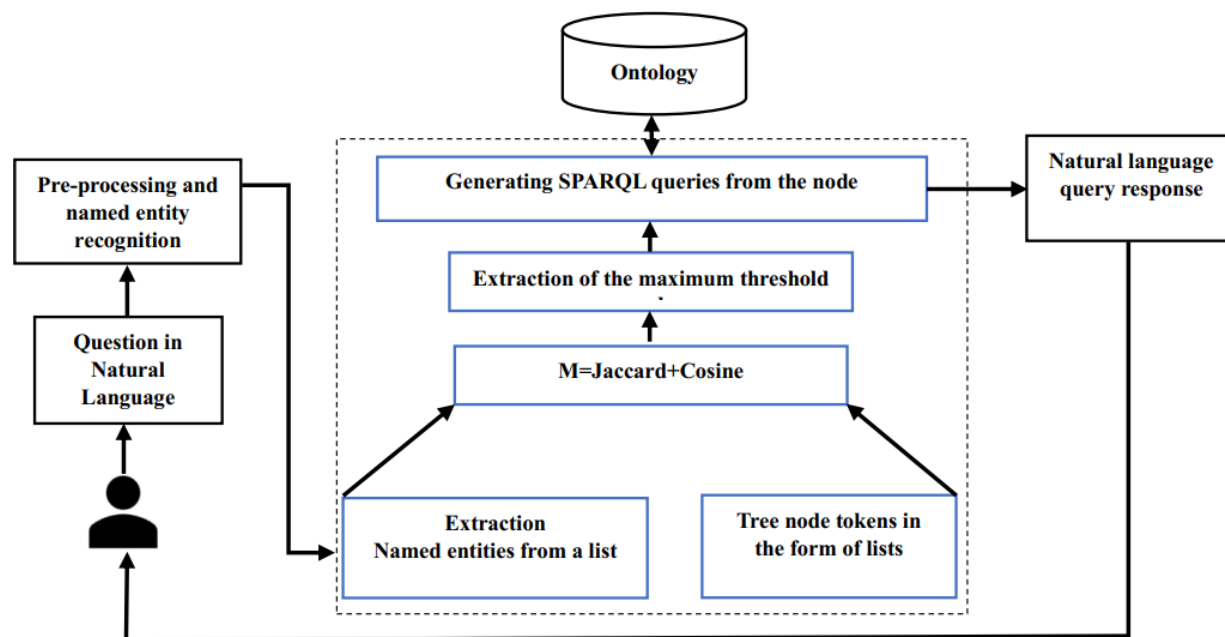 Ontology
Pre-processing and
named entity
recognition
Generating SPARQL queries from the node
Natural language
query response
Extraction of the maximum threshold
Question in
Natural
Language
M=Jaccard+Cosine
Extraction
Named entities from a list
Tree node tokens in
the form of lists